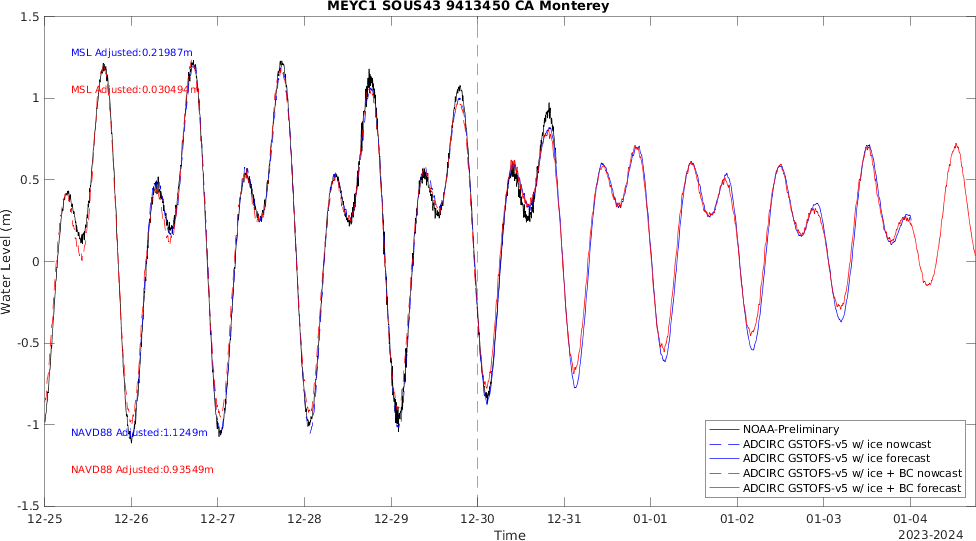 MEYC1 SOUS43 9413450 CA Monterey
1.5
MSL Adjusted:0.21987m
MSL Adjusted:0.030494m
1
0.5
Water Level (m)
0
-0.5
-1
NAVD88 Adjusted:1.1249m
NAVD88 Adjusted:0.93549m
-1.5
NOAA-Preliminary
ADCIRC GSTOFS-v5 w/ ice nowcast
ADCIRC GSTOFS-v5 w/ ice forecast
ADCIRC GSTOFS-v5 w/ ice + BC nowcast
ADCIRC GSTOFS-v5 w/ ice + BC forecast
12-25 12-26 12-27 12-28 12-29 12-30 12-31 01-01 01-02 01-03 01-04
Time
2023-2024